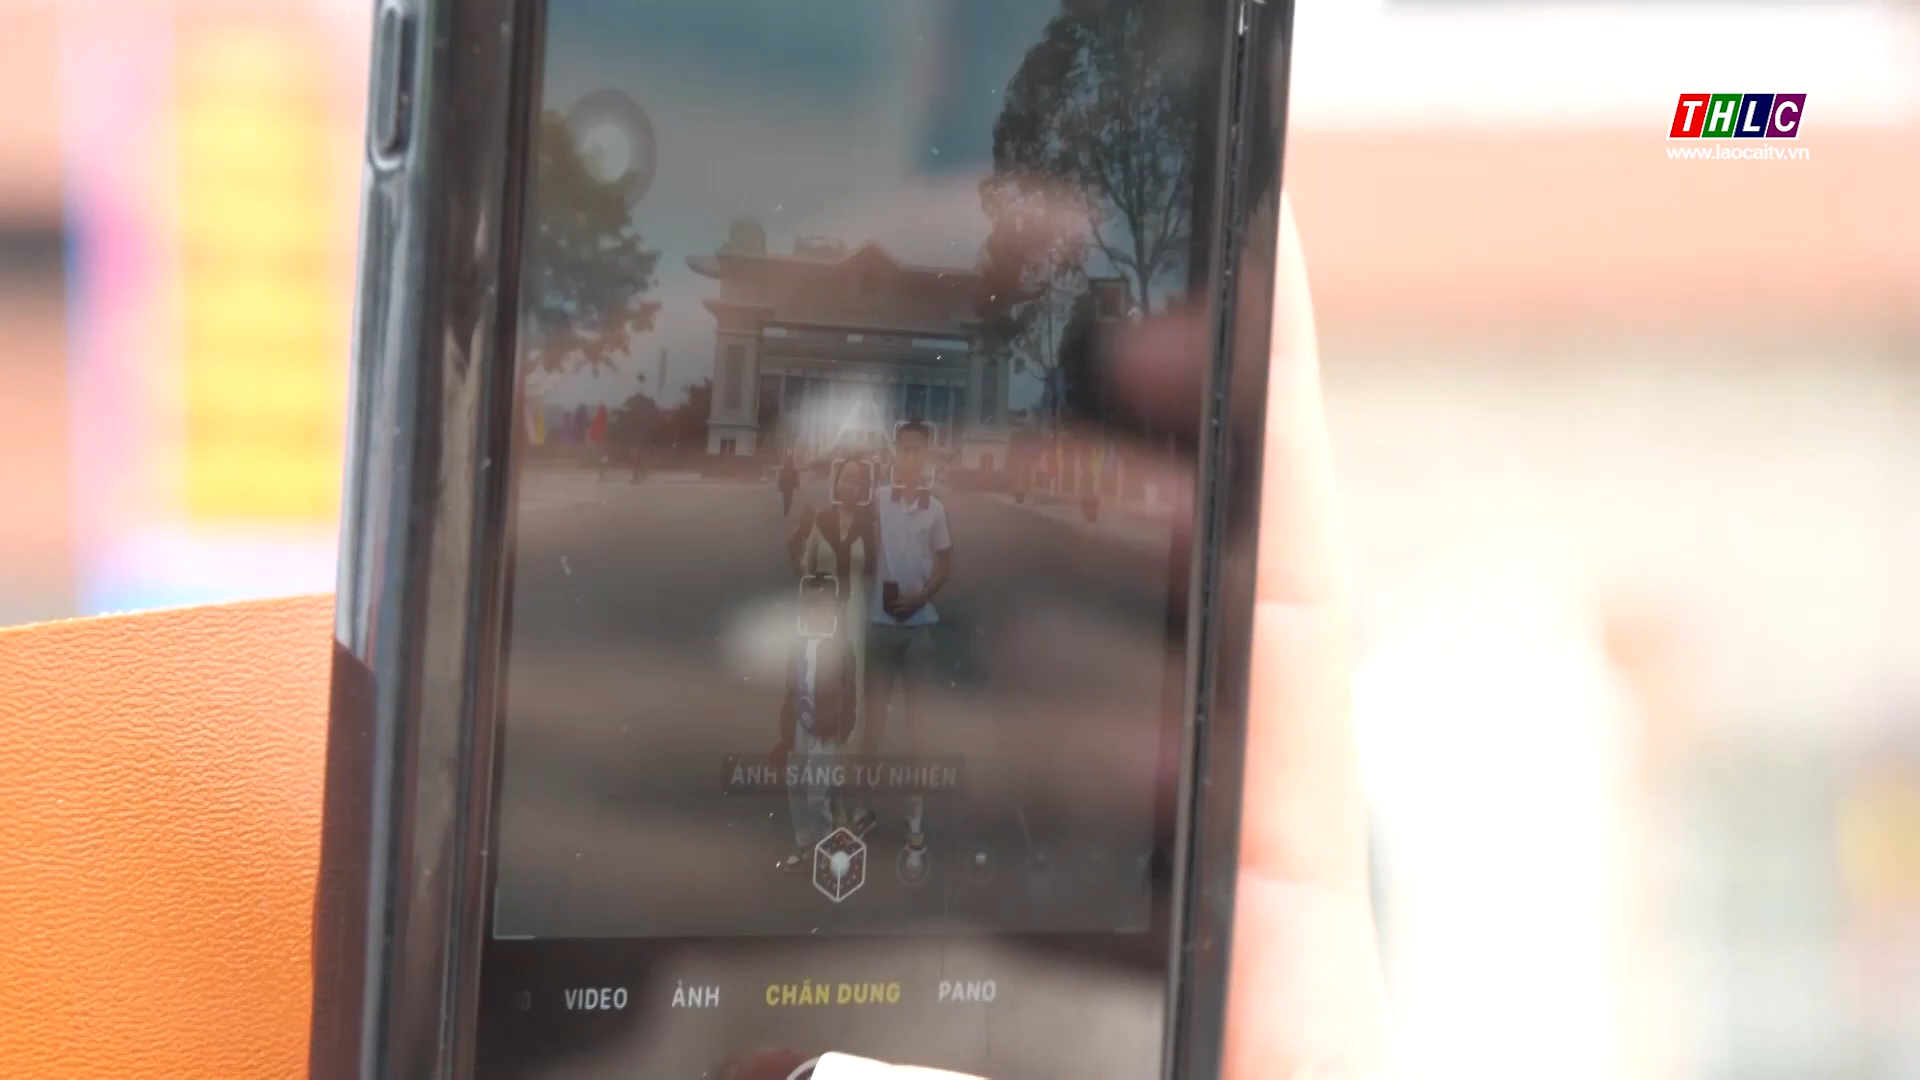 THLC
www.laocaitv.vn
ÁNH SÁNG TỰ NHIÊN
VIDEO ẢNH CHÂN DUNG PANO